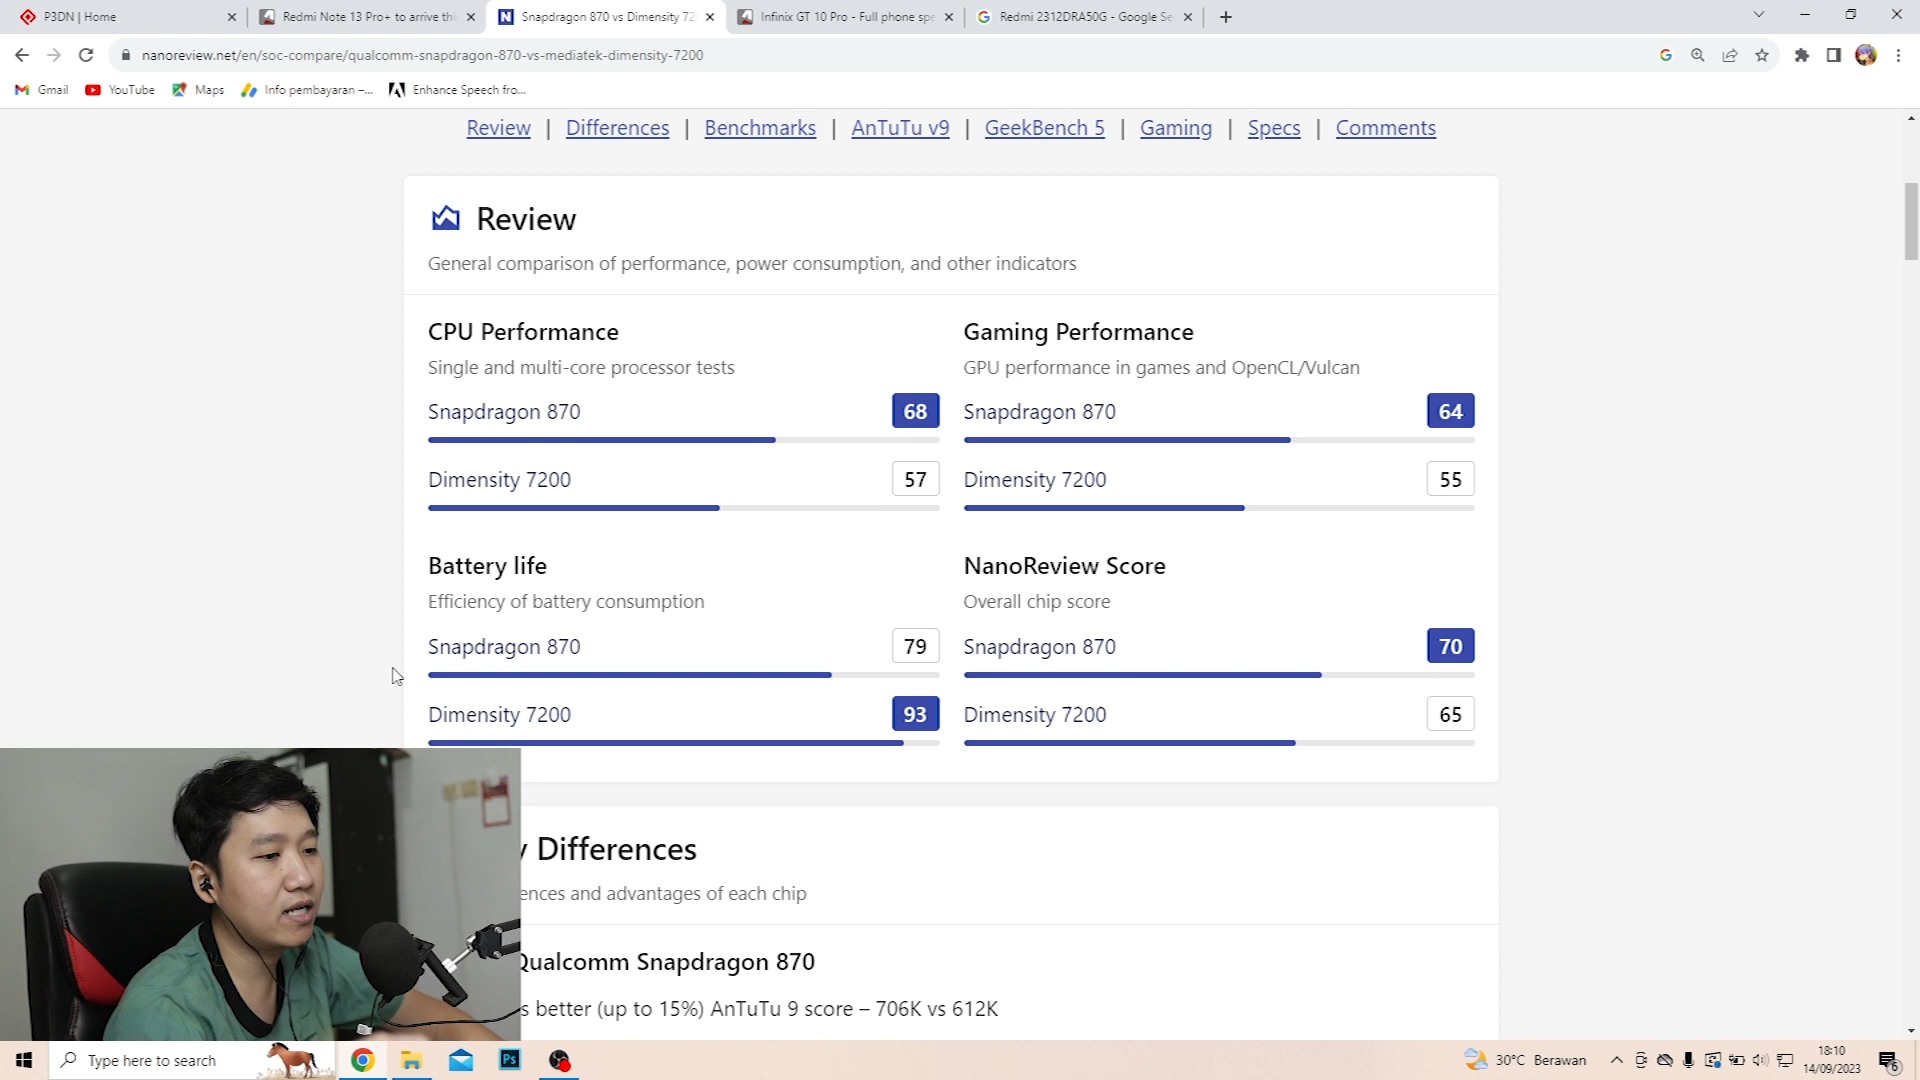 P3DN | Home
Redmi Note 13 Pro+ to arrive thi
Snapdragon 870 vs Dimensity 72
Infinix GT 10 Pro - Full phone spe
Redmi 2312DRA50G - Google Se
nanoreview.net/en/soc-compare/qualcomm-snapdragon-870-vs-mediatek-dimensity-7200
Gmail YouTube Maps Info pembayaran –... Enhance Speech fro...
Review | Differences | Benchmarks | AnTuTu v9 | GeekBench 5 | Gaming | Specs | Comments
Review
General comparison of performance, power consumption, and other indicators
CPU Performance
Single and multi-core processor tests
Snapdragon 870 68
Dimensity 7200 57
Gaming Performance
GPU performance in games and OpenCL/Vulcan
Snapdragon 870 64
Dimensity 7200 55
Battery life
Efficiency of battery consumption
Snapdragon 870 79
Dimensity 7200 93
NanoReview Score
Overall chip score
Snapdragon 870 70
Dimensity 7200 65
y Differences
ences and advantages of each chip
Qualcomm Snapdragon 870
s better (up to 15%) AnTuTu 9 score – 706K vs 612K
Type here to search
Ps
30°C Berawan
18:10
14/09/2023
6